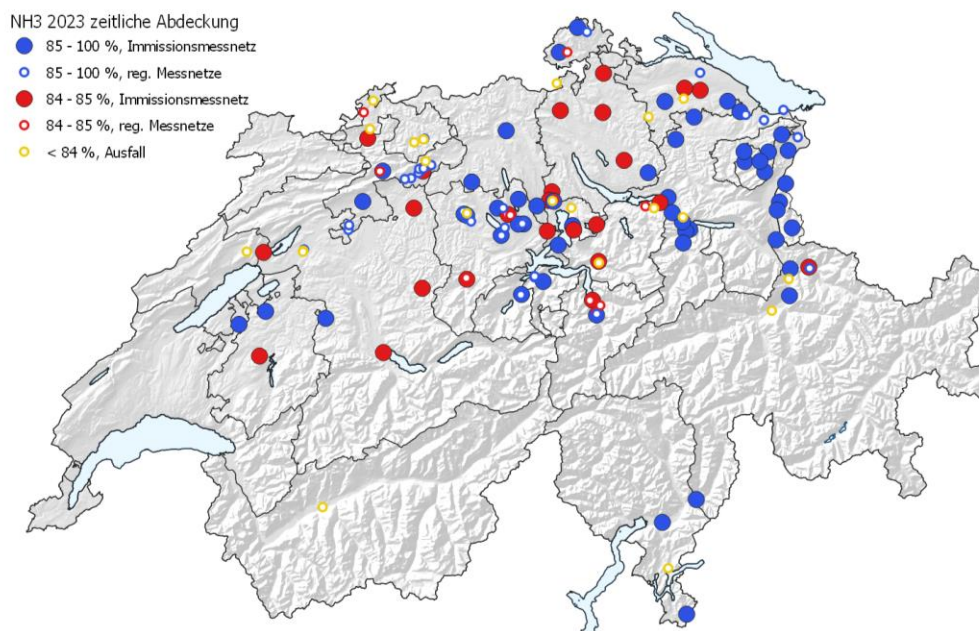 NH3 2023 zeitliche Abdeckung
85 - 100 %, Immissionsmessnetz
85 - 100 %, reg. Messnetze
84 - 85 %, Immissionsmessnetz
84 - 85 %, reg. Messnetze
< 84 %, Ausfall